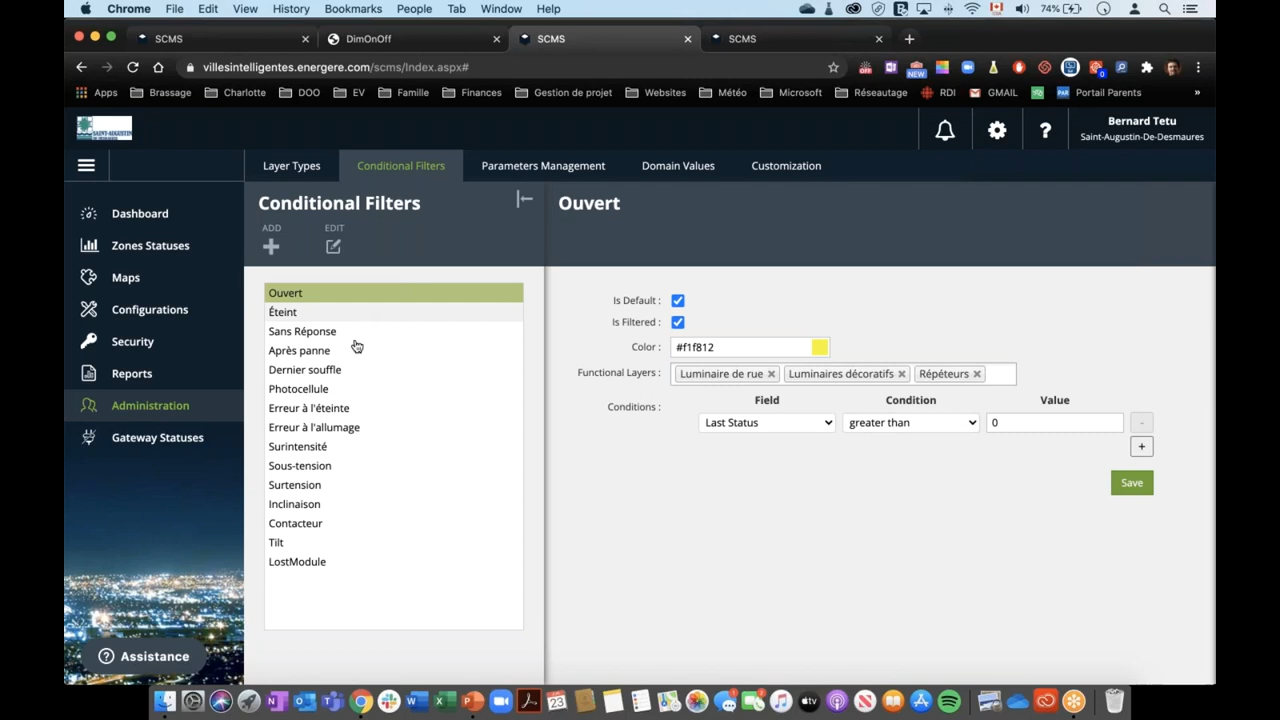 Chrome File Edit View History Bookmarks People Tab Window Help 74%
SCMS DimOnOff SCMS SCMS
villesintelligentes.energere.com/scms/Index.aspx#
Apps Brassage Charlotte DOO EV Famille Finances Gestion de projet Websites Météo Microsoft Réseautage RDI GMAIL Portail Parents »
Bernard Tetu
Saint-Augustin-De-Desmaures
Layer Types Conditional Filters Parameters Management Domain Values Customization
Dashboard
Zones Statuses
Maps
Configurations
Security
Reports
Administration
Gateway Statuses
Assistance
Conditional Filters
ADD EDIT
Ouvert
Éteint
Sans Réponse
Après panne
Dernier souffle
Photocellule
Erreur à l'éteinte
Erreur à l'allumage
Surintensité
Sous-tension
Surtension
Inclinaison
Contacteur
Tilt
LostModule
Ouvert
Is Default :
Is Filtered :
Color : #f1f812
Functional Layers : Luminaire de rue × Luminaires décoratifs × Répéteurs ×
Conditions : Field Condition Value
Last Status greater than 0 -
+
Save